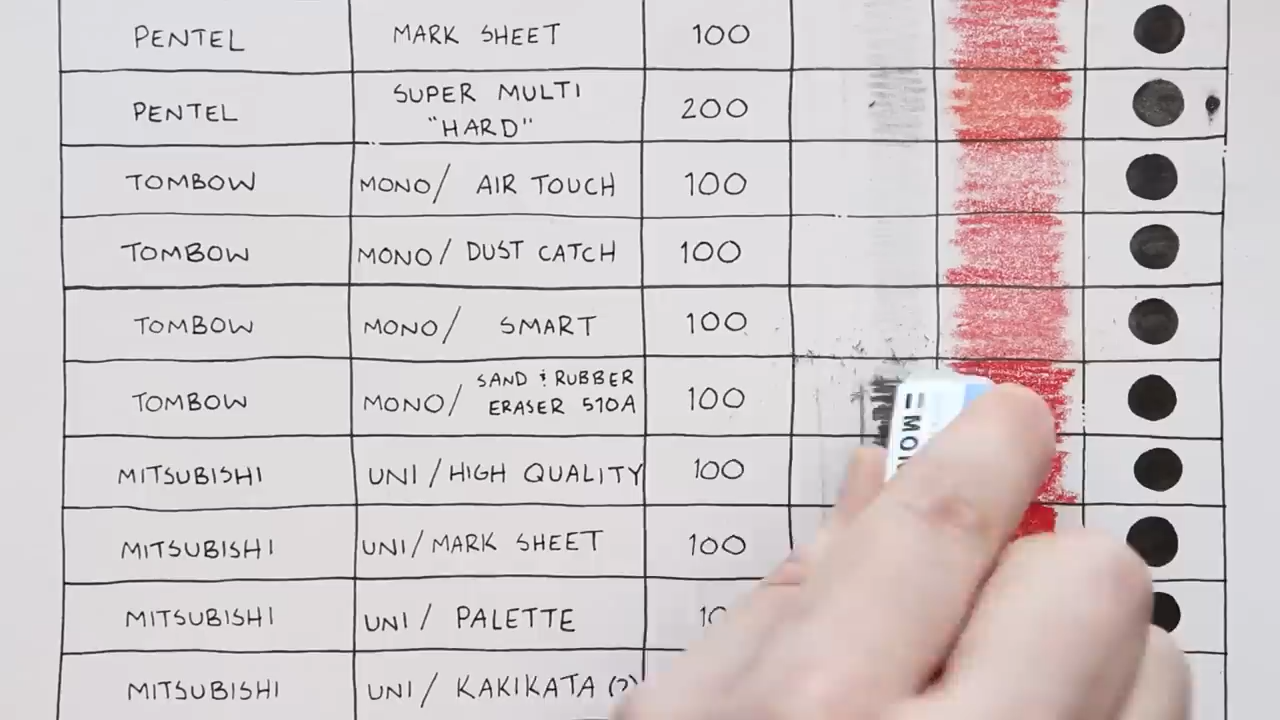 PENTEL MARK SHEET 100
PENTEL SUPER MULTI "HARD" 200
TOMBOW MONO/ AIR TOUCH 100
TOMBOW MONO/ DUST CATCH 100
TOMBOW MONO/ SMART 100
TOMBOW MONO/ SAND & RUBBER ERASER 510A 100
MITSUBISHI UNI/HIGH QUALITY 100
MITSUBISHI UNI/MARK SHEET 100
MITSUBISHI UNI/ PALETTE
MITSUBISHI UNI/ KAKIKATA (?)